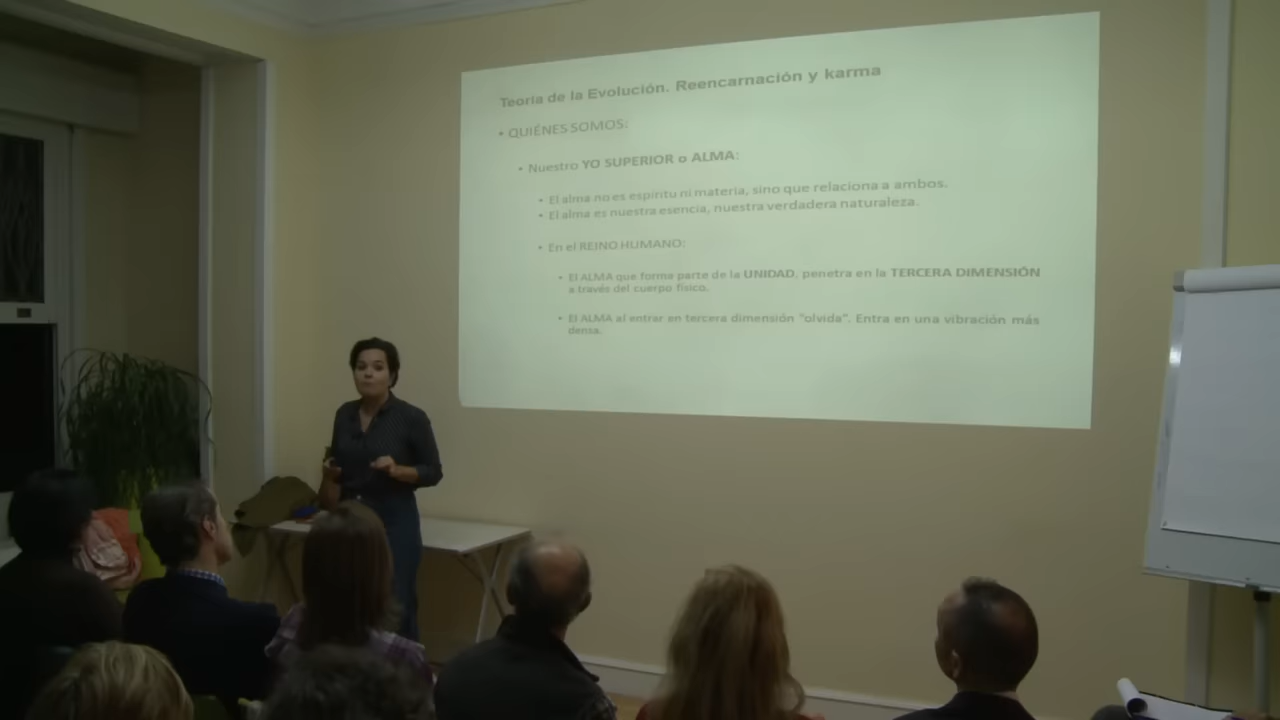 Teoría de la Evolución. Reencarnación y karma
• QUIÉNES SOMOS:
• Nuestro YO SUPERIOR o ALMA:
• El alma no es espíritu ni materia, sino que relaciona a ambos.
• El alma es nuestra esencia, nuestra verdadera naturaleza.
• En el REINO HUMANO:
• El ALMA que forma parte de la UNIDAD, penetra en la TERCERA DIMENSIÓN
a través del cuerpo físico.
• El ALMA al entrar en tercera dimensión "olvida". Entra en una vibración más
densa.